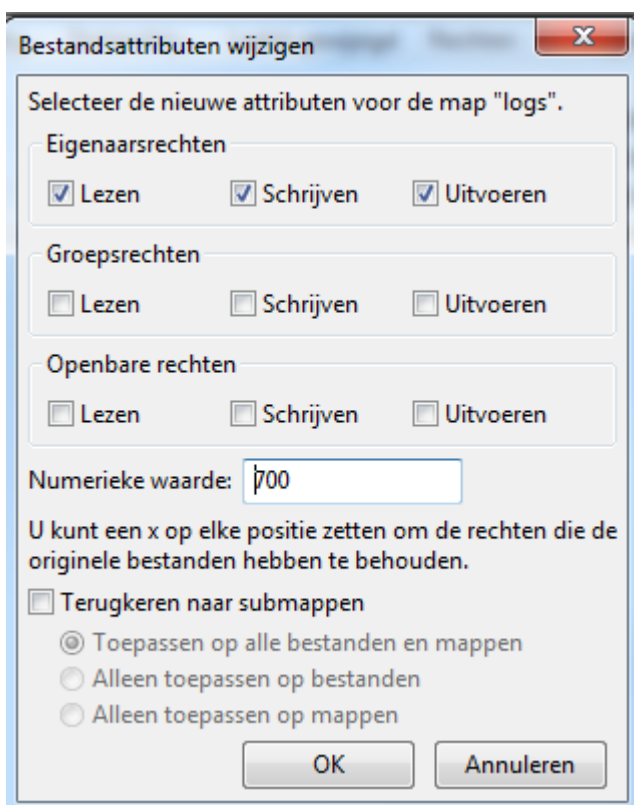 Bestandsattributen wijzigen
Selecteer de nieuwe attributen voor de map "logs".
Eigenaarsrechten
Lezen Schrijven Uitvoeren
Groepsrechten
Lezen Schrijven Uitvoeren
Openbare rechten
Lezen Schrijven Uitvoeren
Numerieke waarde: 700
U kunt een x op elke positie zetten om de rechten die de
originele bestanden hebben te behouden.
Terugkeren naar submappen
Toepassen op alle bestanden en mappen
Alleen toepassen op bestanden
Alleen toepassen op mappen
OK Annuleren